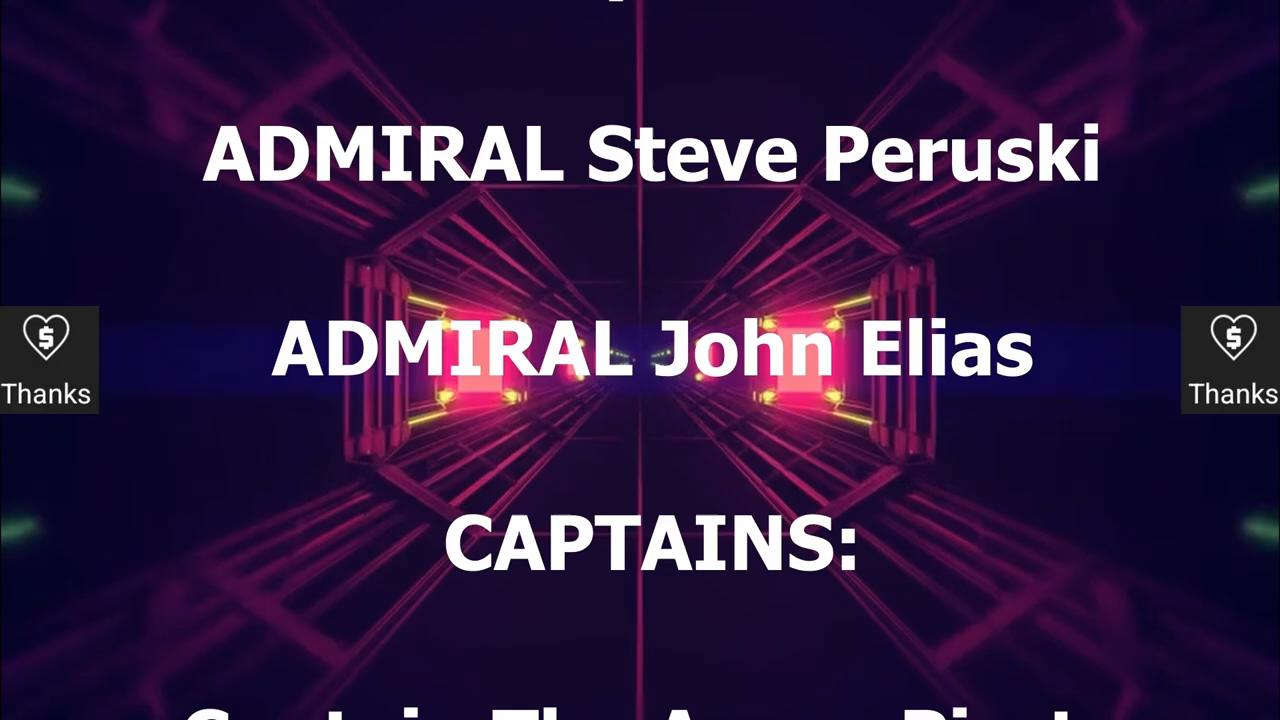 ADMIRAL Steve Peruski
ADMIRAL John Elias
$ $
Thanks Thanks
CAPTAINS: